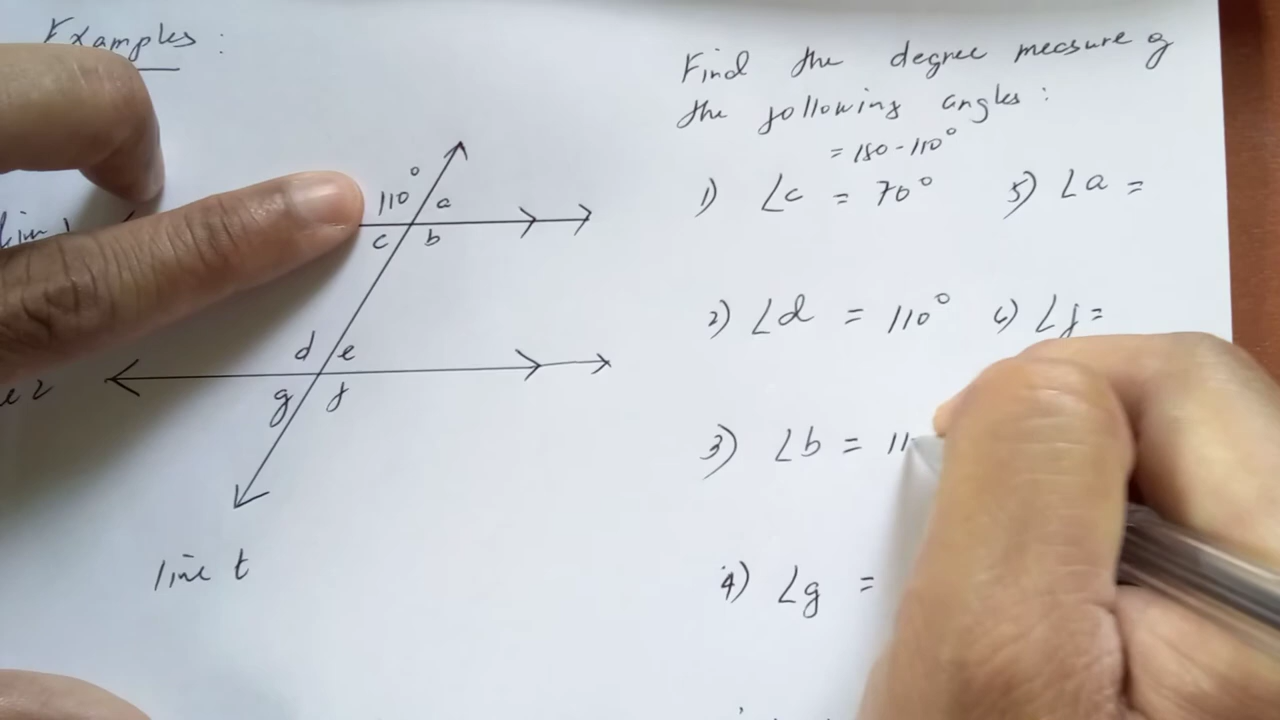 Examples :
Find the degree measure of
the following angles :
= 180 - 110°
1) ∠c = 70°
5) ∠a =
2) ∠d = 110°
6) ∠f =
3) ∠b = 11
4) ∠g =
110° a
c b
d e
g f
line t